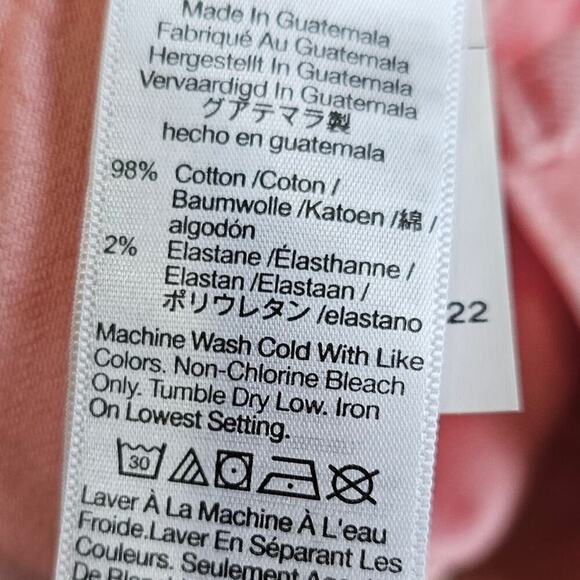 Made In Guatemala
Fabriqué Au Guatemala
Hergestellt In Guatemala
Vervaardigd In Guatemala
グアテマラ製
hecho en guatemala
98% Cotton /Coton /
Baumwolle /Katoen /綿 /
algodón
2% Elastane /Élasthanne /
Elastan /Elastaan /
ポリウレタン /elastano
22
Machine Wash Cold With Like
Colors. Non-Chlorine Bleach
Only. Tumble Dry Low. Iron
On Lowest Setting.
30
Laver À La Machine À L'eau
Froide.Laver En Séparant Les
Couleurs. Seulement
De